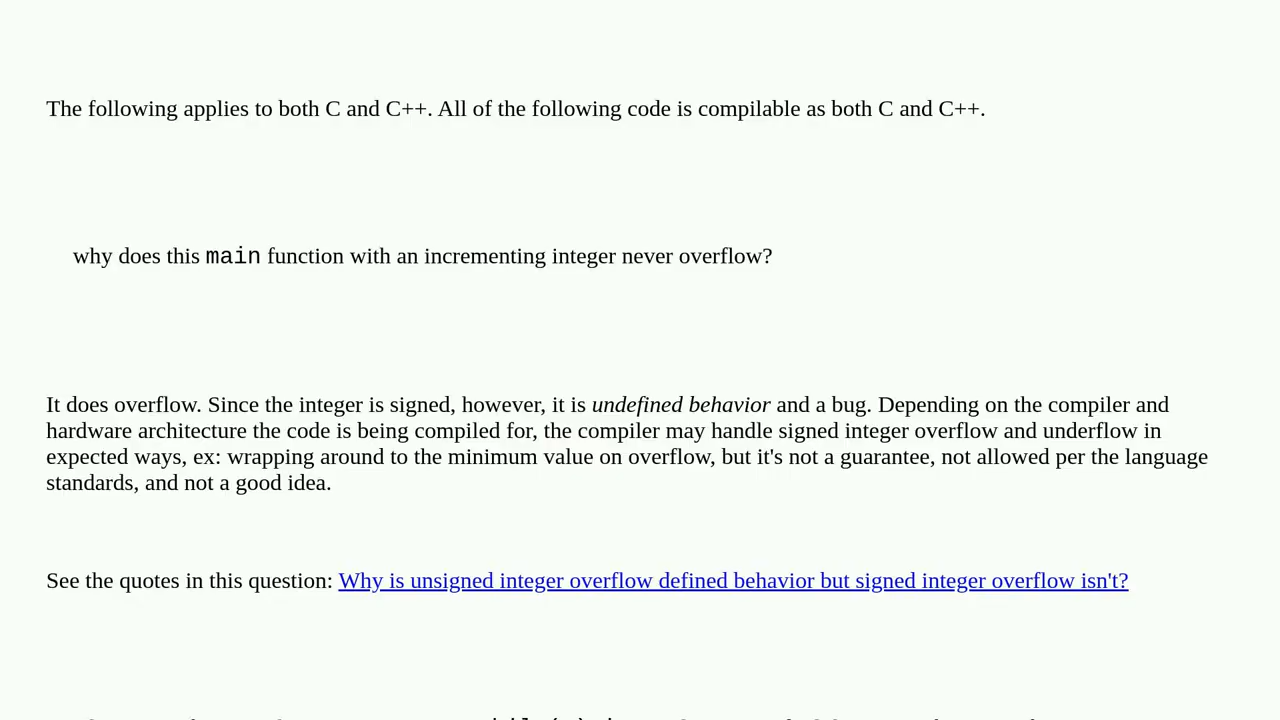 The following applies to both C and C++. All of the following code is compilable as both C and C++.
why does this main function with an incrementing integer never overflow?
It does overflow. Since the integer is signed, however, it is undefined behavior and a bug. Depending on the compiler and
hardware architecture the code is being compiled for, the compiler may handle signed integer overflow and underflow in
expected ways, ex: wrapping around to the minimum value on overflow, but it's not a guarantee, not allowed per the language
standards, and not a good idea.
See the quotes in this question: Why is unsigned integer overflow defined behavior but signed integer overflow isn't?